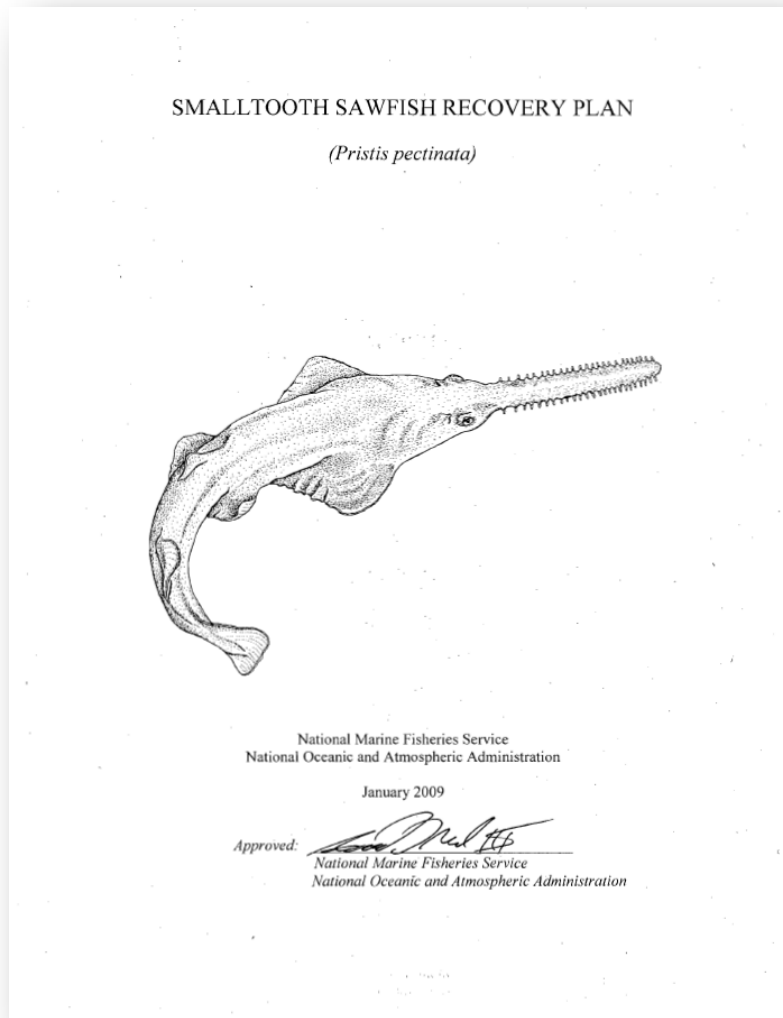 SMALLTOOTH SAWFISH RECOVERY PLAN
(Pristis pectinata)
National Marine Fisheries Service
National Oceanic and Atmospheric Administration
January 2009
Approved:
National Marine Fisheries Service
National Oceanic and Atmospheric Administration